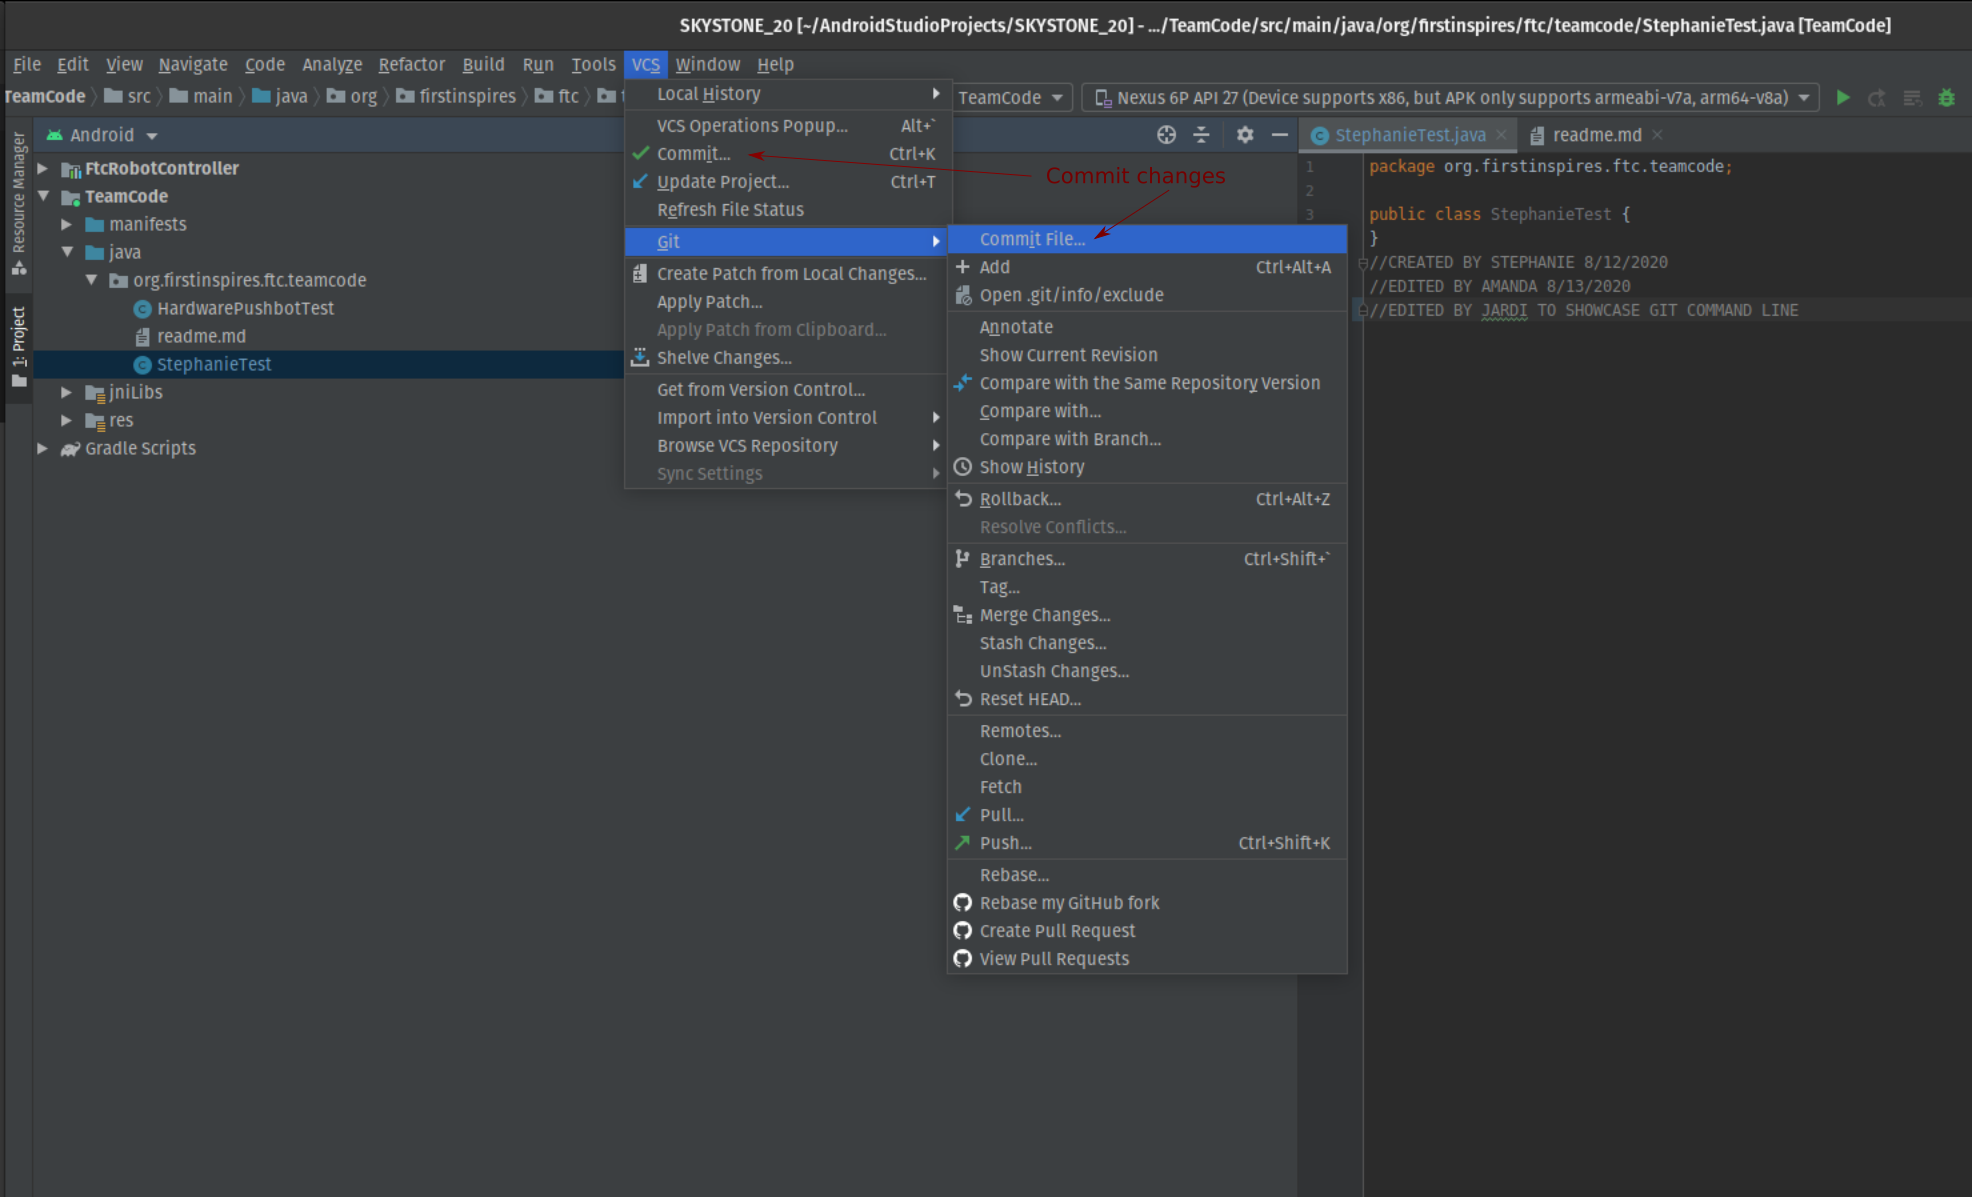 SKYSTONE_20 [~/AndroidStudioProjects/SKYSTONE_20] - .../TeamCode/src/main/java/org/firstinspires/ftc/teamcode/StephanieTest.java [TeamCode]
File Edit View Navigate Code Analyze Refactor Build Run Tools VCS Window Help
TeamCode src main java org firstinspires ftc
TeamCode Nexus 6P API 27 (Device supports x86, but APK only supports armeabi-v7a, arm64-v8a)
Resource Manager
1: Project
Android
FtcRobotController
TeamCode
manifests
java
org.firstinspires.ftc.teamcode
HardwarePushbotTest
readme.md
StephanieTest
jniLibs
res
Gradle Scripts
Local History
VCS Operations Popup... Alt+`
Commit... Ctrl+K
Update Project... Ctrl+T
Refresh File Status
Git
Create Patch from Local Changes...
Apply Patch...
Apply Patch from Clipboard...
Shelve Changes...
Get from Version Control...
Import into Version Control
Browse VCS Repository
Sync Settings
Commit changes
Commit File...
Add Ctrl+Alt+A
Open .git/info/exclude
Annotate
Show Current Revision
Compare with the Same Repository Version
Compare with...
Compare with Branch...
Show History
Rollback... Ctrl+Alt+Z
Resolve Conflicts...
Branches... Ctrl+Shift+`
Tag...
Merge Changes...
Stash Changes...
UnStash Changes...
Reset HEAD...
Remotes...
Clone...
Fetch
Pull...
Push... Ctrl+Shift+K
Rebase...
Rebase my GitHub fork
Create Pull Request
View Pull Requests
StephanieTest.java readme.md
1 package org.firstinspires.ftc.teamcode;
2
3 public class StephanieTest {
}
//CREATED BY STEPHANIE 8/12/2020
//EDITED BY AMANDA 8/13/2020
//EDITED BY JARDI TO SHOWCASE GIT COMMAND LINE